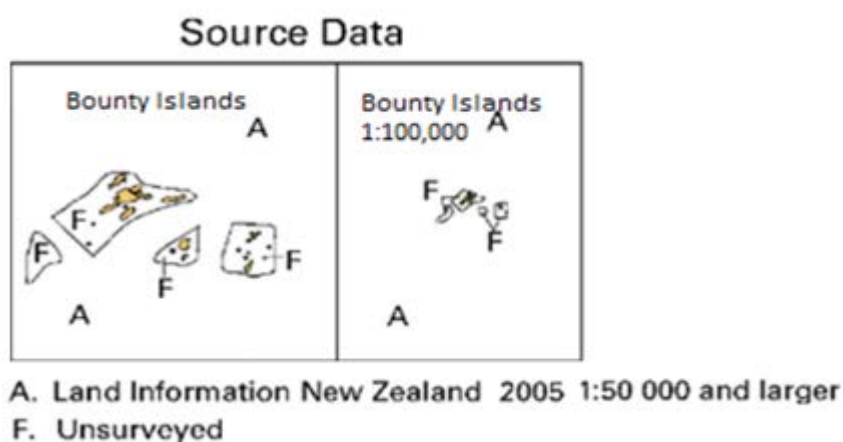 Source Data
Bounty Islands
A
F
F
F
F
A
Bounty Islands
1:100,000 A
F
F
A
A. Land Information New Zealand 2005 1:50 000 and larger
F. Unsurveyed